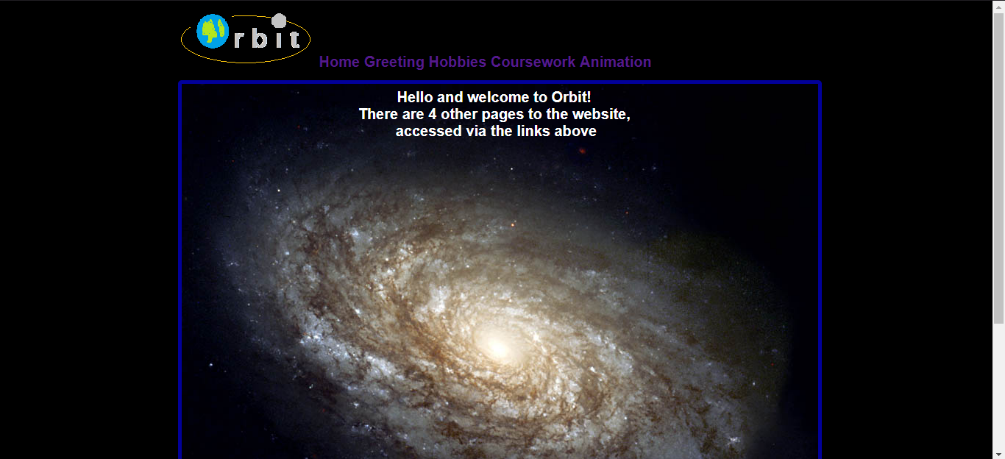 Orbit
Home Greeting Hobbies Coursework Animation
Hello and welcome to Orbit!
There are 4 other pages to the website,
accessed via the links above